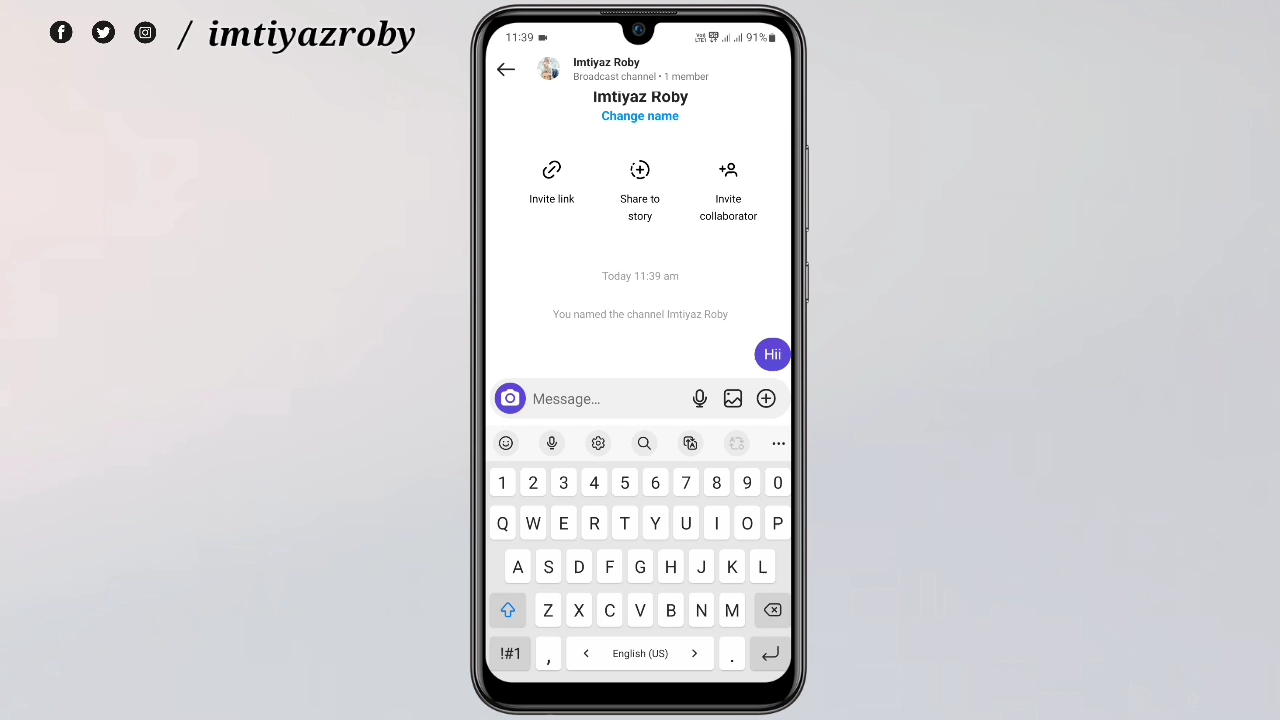 / imtiyazroby
11:39 91%
Imtiyaz Roby
Broadcast channel • 1 member
Imtiyaz Roby
Change name
Invite link
Share to story
Invite collaborator
Today 11:39 am
You named the channel Imtiyaz Roby
Hii
Message...
1 2 3 4 5 6 7 8 9 0
Q W E R T Y U I O P
A S D F G H J K L
Z X C V B N M
!#1 , < English (US) > .